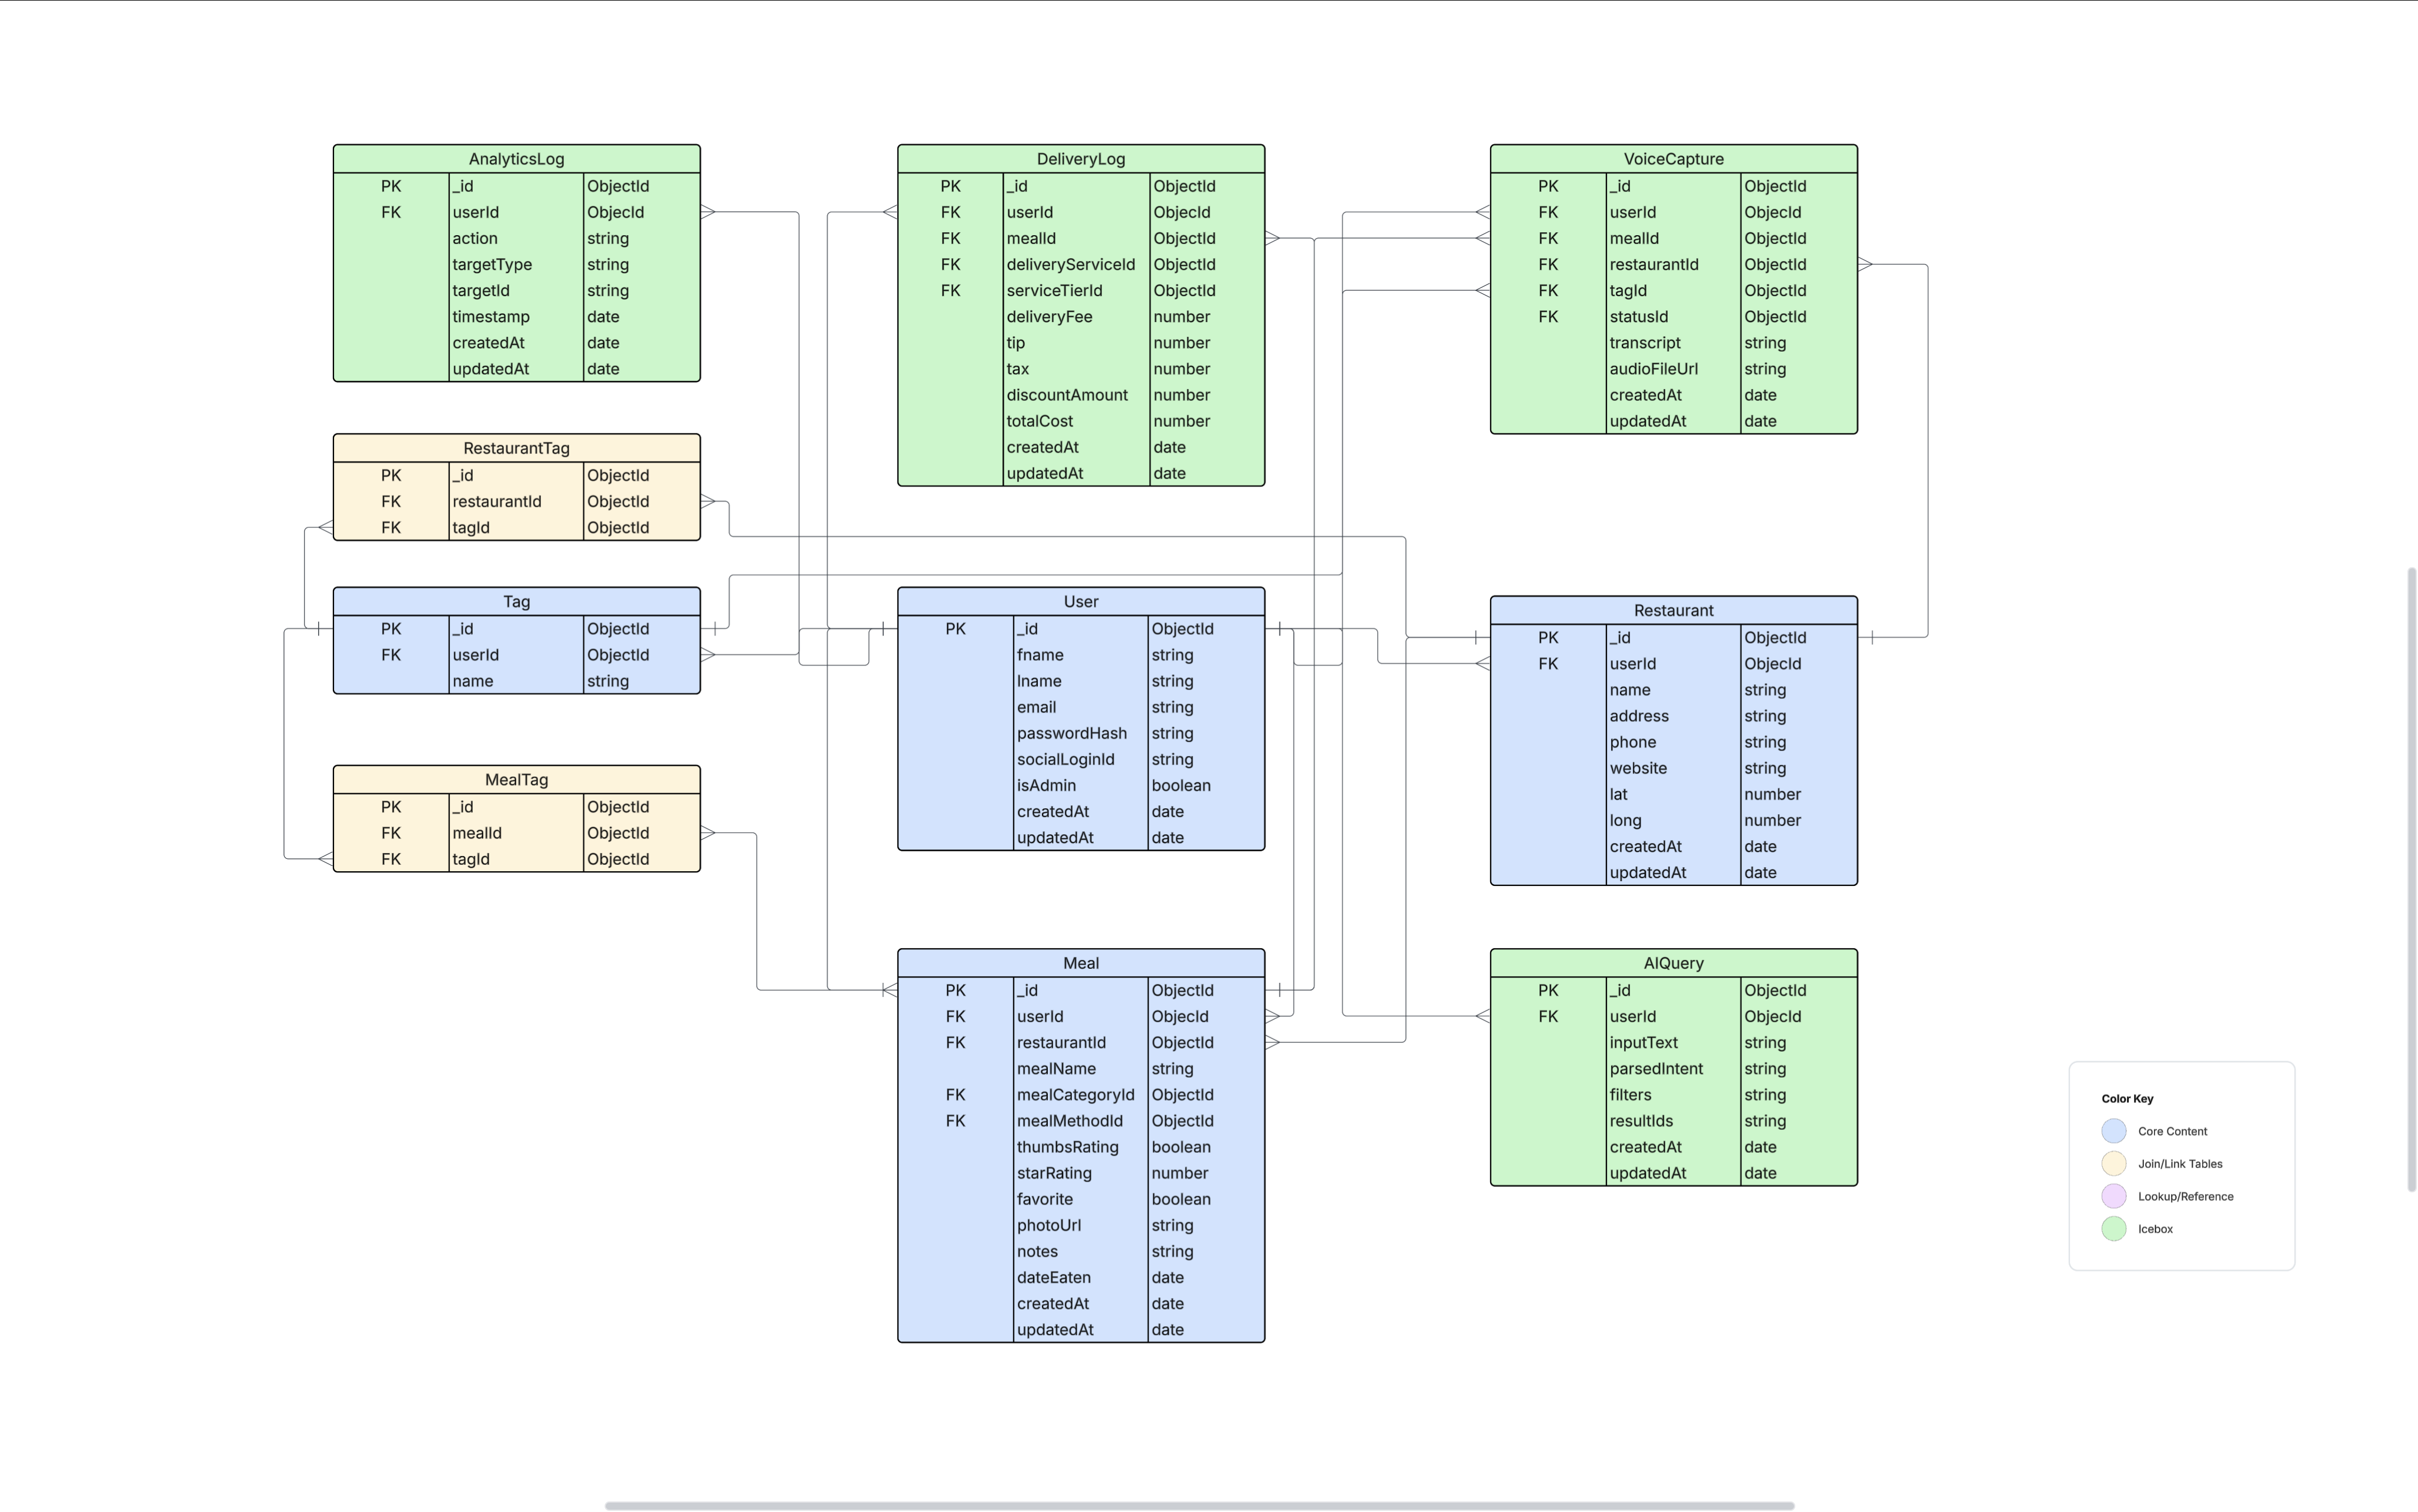 AnalyticsLog
PK _id ObjectId
FK userId ObjecId
action string
targetType string
targetId string
timestamp date
createdAt date
updatedAt date
DeliveryLog
PK _id ObjectId
FK userId ObjecId
FK mealId ObjectId
FK deliveryServiceId ObjectId
FK serviceTierId ObjectId
deliveryFee number
tip number
tax number
discountAmount number
totalCost number
createdAt date
updatedAt date
VoiceCapture
PK _id ObjectId
FK userId ObjecId
FK mealId ObjectId
FK restaurantId ObjectId
FK tagId ObjectId
FK statusId ObjectId
transcript string
audioFileUrl string
createdAt date
updatedAt date
RestaurantTag
PK _id ObjectId
FK restaurantId ObjectId
FK tagId ObjectId
Tag
PK _id ObjectId
FK userId ObjectId
name string
User
PK _id ObjectId
fname string
lname string
email string
passwordHash string
socialLoginId string
isAdmin boolean
createdAt date
updatedAt date
Restaurant
PK _id ObjectId
FK userId ObjecId
name string
address string
phone string
website string
lat number
long number
createdAt date
updatedAt date
MealTag
PK _id ObjectId
FK mealId ObjectId
FK tagId ObjectId
Meal
PK _id ObjectId
FK userId ObjecId
FK restaurantId ObjectId
mealName string
FK mealCategoryId ObjectId
FK mealMethodId ObjectId
thumbsRating boolean
starRating number
favorite boolean
photoUrl string
notes string
dateEaten date
createdAt date
updatedAt date
AIQuery
PK _id ObjectId
FK userId ObjecId
inputText string
parsedIntent string
filters string
resultIds string
createdAt date
updatedAt date
Color Key
Core Content
Join/Link Tables
Lookup/Reference
Icebox